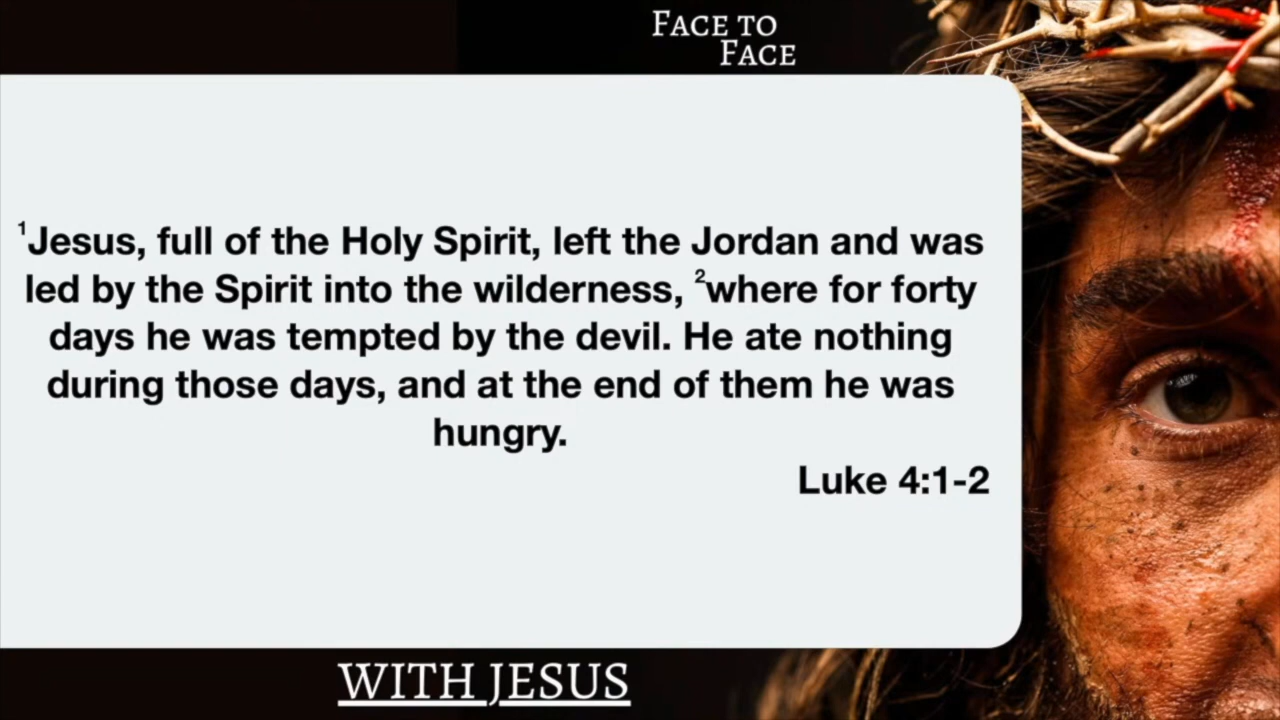 FACE TO
FACE
¹Jesus, full of the Holy Spirit, left the Jordan and was
led by the Spirit into the wilderness, ²where for forty
days he was tempted by the devil. He ate nothing
during those days, and at the end of them he was
hungry.
Luke 4:1-2
WITH JESUS